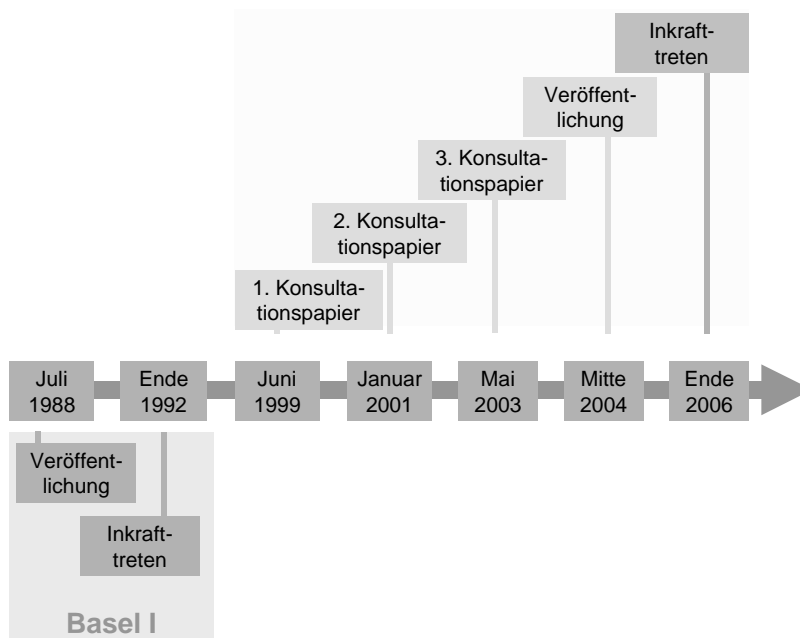 Inkraft-
treten
Veröffent-
lichung
3. Konsulta-
tionspapier
2. Konsulta-
tionspapier
1. Konsulta-
tionspapier
Juli
1988
Ende
1992
Juni
1999
Januar
2001
Mai
2003
Mitte
2004
Ende
2006
Veröffent-
lichung
Inkraft-
treten
Basel I